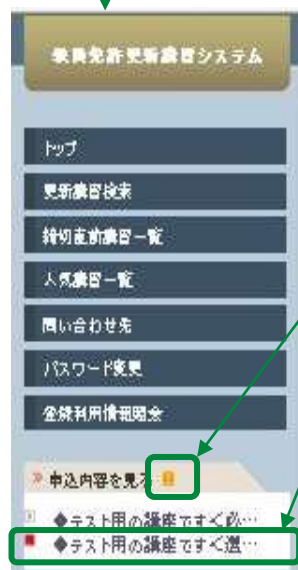 教員免許更新講習システム
トップ
更新講習検索
締切直前講習一覧
人気講習一覧
問い合わせ先
パスワード変更
登録利用情報照会
申込内容を見る
◆テスト用の講座ですく必…
◆テスト用の講座ですく選…